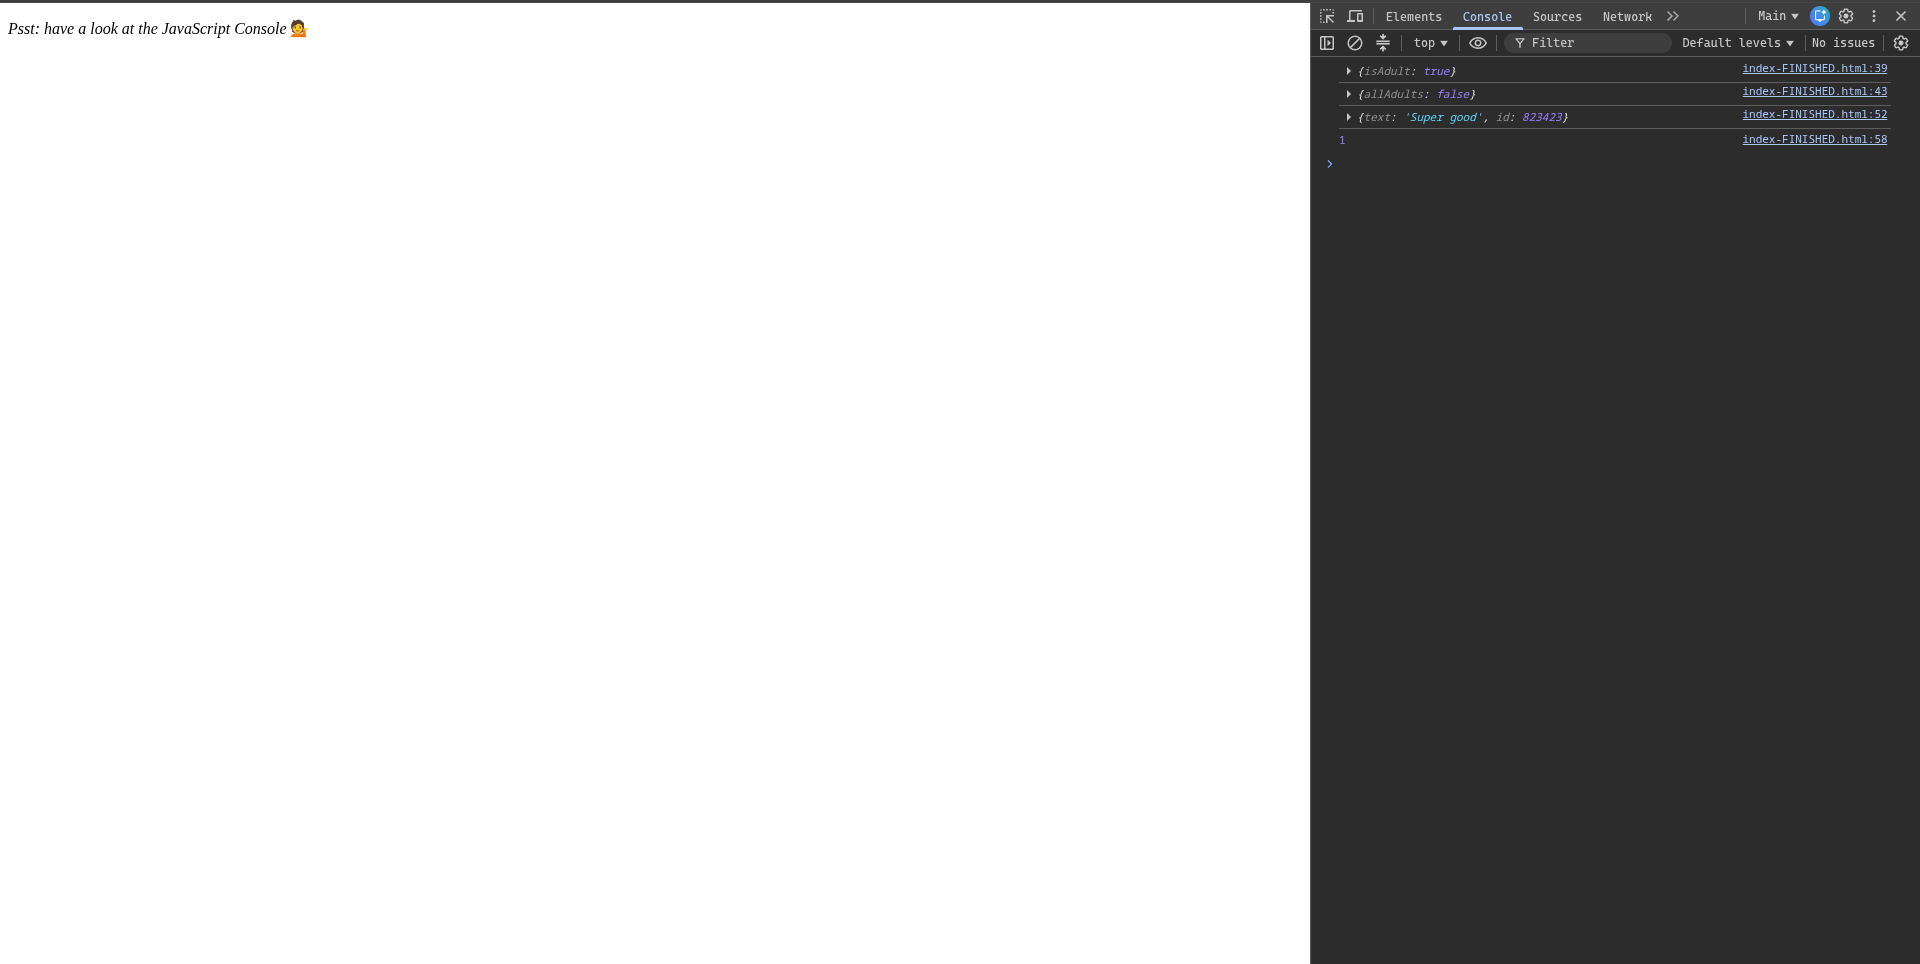 Psst: have a look at the JavaScript Console 💁
Elements Console Sources Network Main
top Filter Default levels No issues
{isAdult: true} index-FINISHED.html:39
{allAdults: false} index-FINISHED.html:43
{text: 'Super good', id: 823423} index-FINISHED.html:52
1 index-FINISHED.html:58